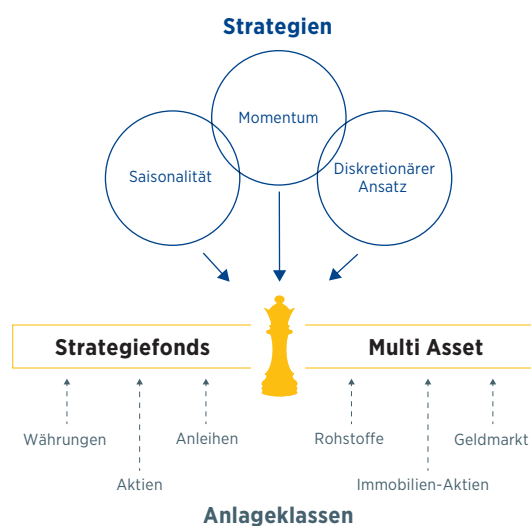 Strategien
Momentum
Saisonalität
Diskretionärer
Ansatz
Strategiefonds
Multi Asset
Währungen
Anleihen
Rohstoffe
Geldmarkt
Aktien
Immobilien-Aktien
Anlageklassen